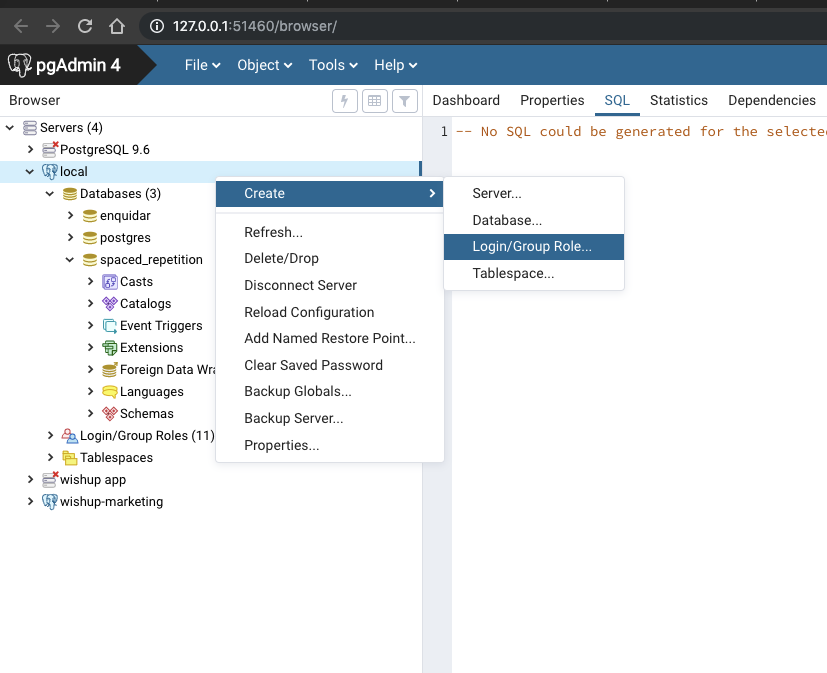 127.0.0.1:51460/browser/
pgAdmin 4
File
Object
Tools
Help
Browser
Dashboard
Properties
SQL
Statistics
Dependencies
Servers (4)
PostgreSQL 9.6
local
Databases (3)
enquidar
postgres
spaced_repetition
Casts
Catalogs
Event Triggers
Extensions
Foreign Data Wra
Languages
Schemas
Login/Group Roles (11)
Tablespaces
wishup app
wishup-marketing
Create
Refresh...
Delete/Drop
Disconnect Server
Reload Configuration
Add Named Restore Point...
Clear Saved Password
Backup Globals...
Backup Server...
Properties...
Server...
Database...
Login/Group Role...
Tablespace...
1 -- No SQL could be generated for the selected